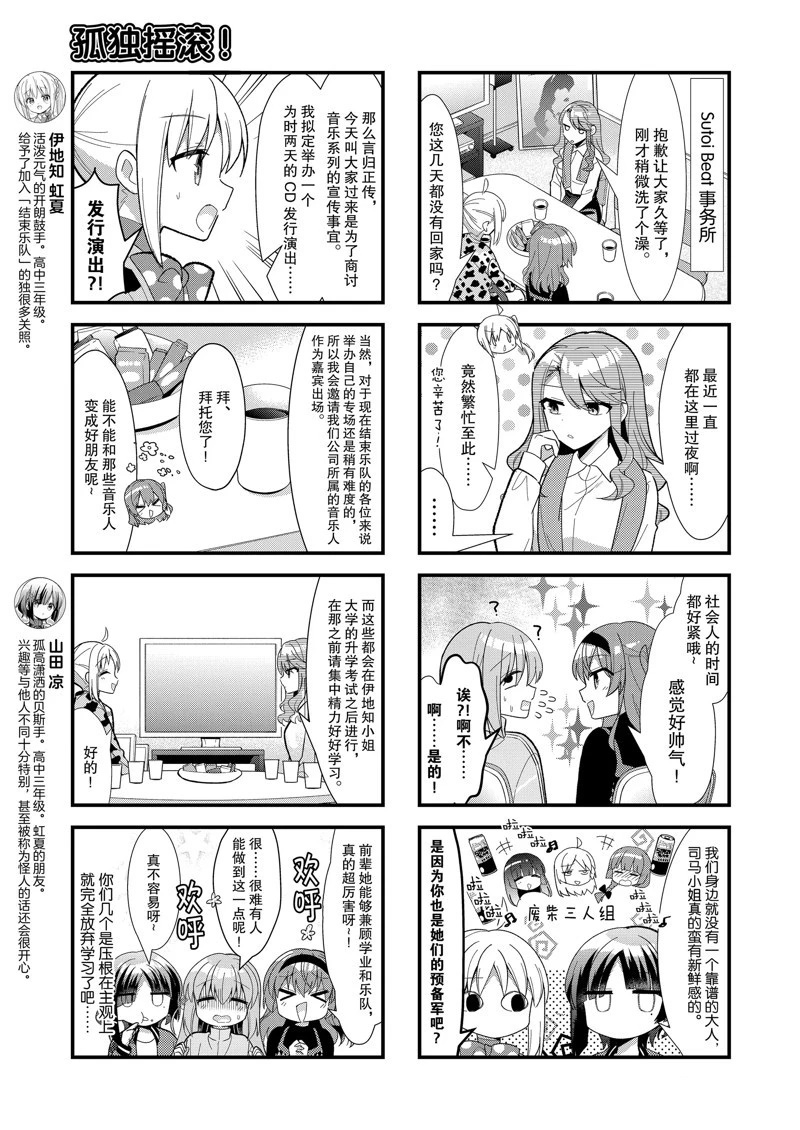 孤独摇滚！
Sutoi Beat 事务所
抱歉让大家久等了，
刚才稍微洗了个澡。
您这几天都没有回家吗？
最近一直
都在这里过夜啊……
竟然繁忙至此…
您辛苦了！
……
社会人的时间
都好紧哦~
感觉好帅气！
?
?
诶?!啊不……
啊……是的！
我们身边就没有一个靠谱的大人，
司马小姐真的蛮有新鲜感的。
啦啦
啦啦
啦啦
啦啦
废柴三人组
是因为你也是她们的预备军吧？
伊地知 虹夏
活泼元气的开朗鼓手。高中三年级。
给予了加入「结束乐队」的独很多关照。
那么言归正传，
今天叫大家过来是为了商讨
音乐系列的宣传事宜。
我拟定举办一个
为时两天的 CD 发行演出……
发行演出?!
当然，对于现在结束乐队的各位来说
举办自己的专场还是稍有难度的，
所以我会邀请我们公司所属的音乐人
作为嘉宾出场。
拜、
拜托您了！
能不能和那些音乐人
变成好朋友呢~
山田 凉
孤高潇洒的贝斯手。高中三年级。虹夏的朋友。
兴趣等与他人不同十分特别，甚至被称为怪人的话还会很开心。
而这些都会在伊地知小姐
大学的升学考试之后进行，
在那之前请集中精力好好学习。
好的！
前辈她能够兼顾学业和乐队，
真的超厉害呀~！
欢呼
很……很难有人
能做到这一点呢！
欢呼
真不容易呀~
你们几个是压根在主观上
就完全放弃学习了吧……